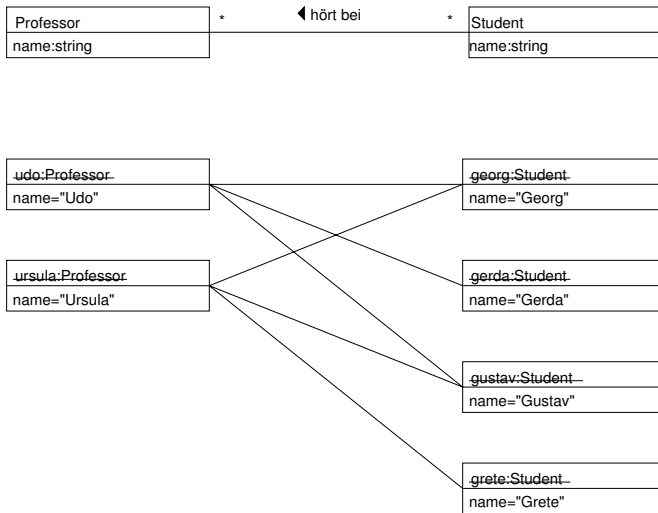 Professor
* hört bei *
Student
name:string
name:string
udo:Professor
georg:Student
name="Udo"
name="Georg"
ursula:Professor
gerda:Student
name="Ursula"
name="Gerda"
gustav:Student
name="Gustav"
grete:Student
name="Grete"